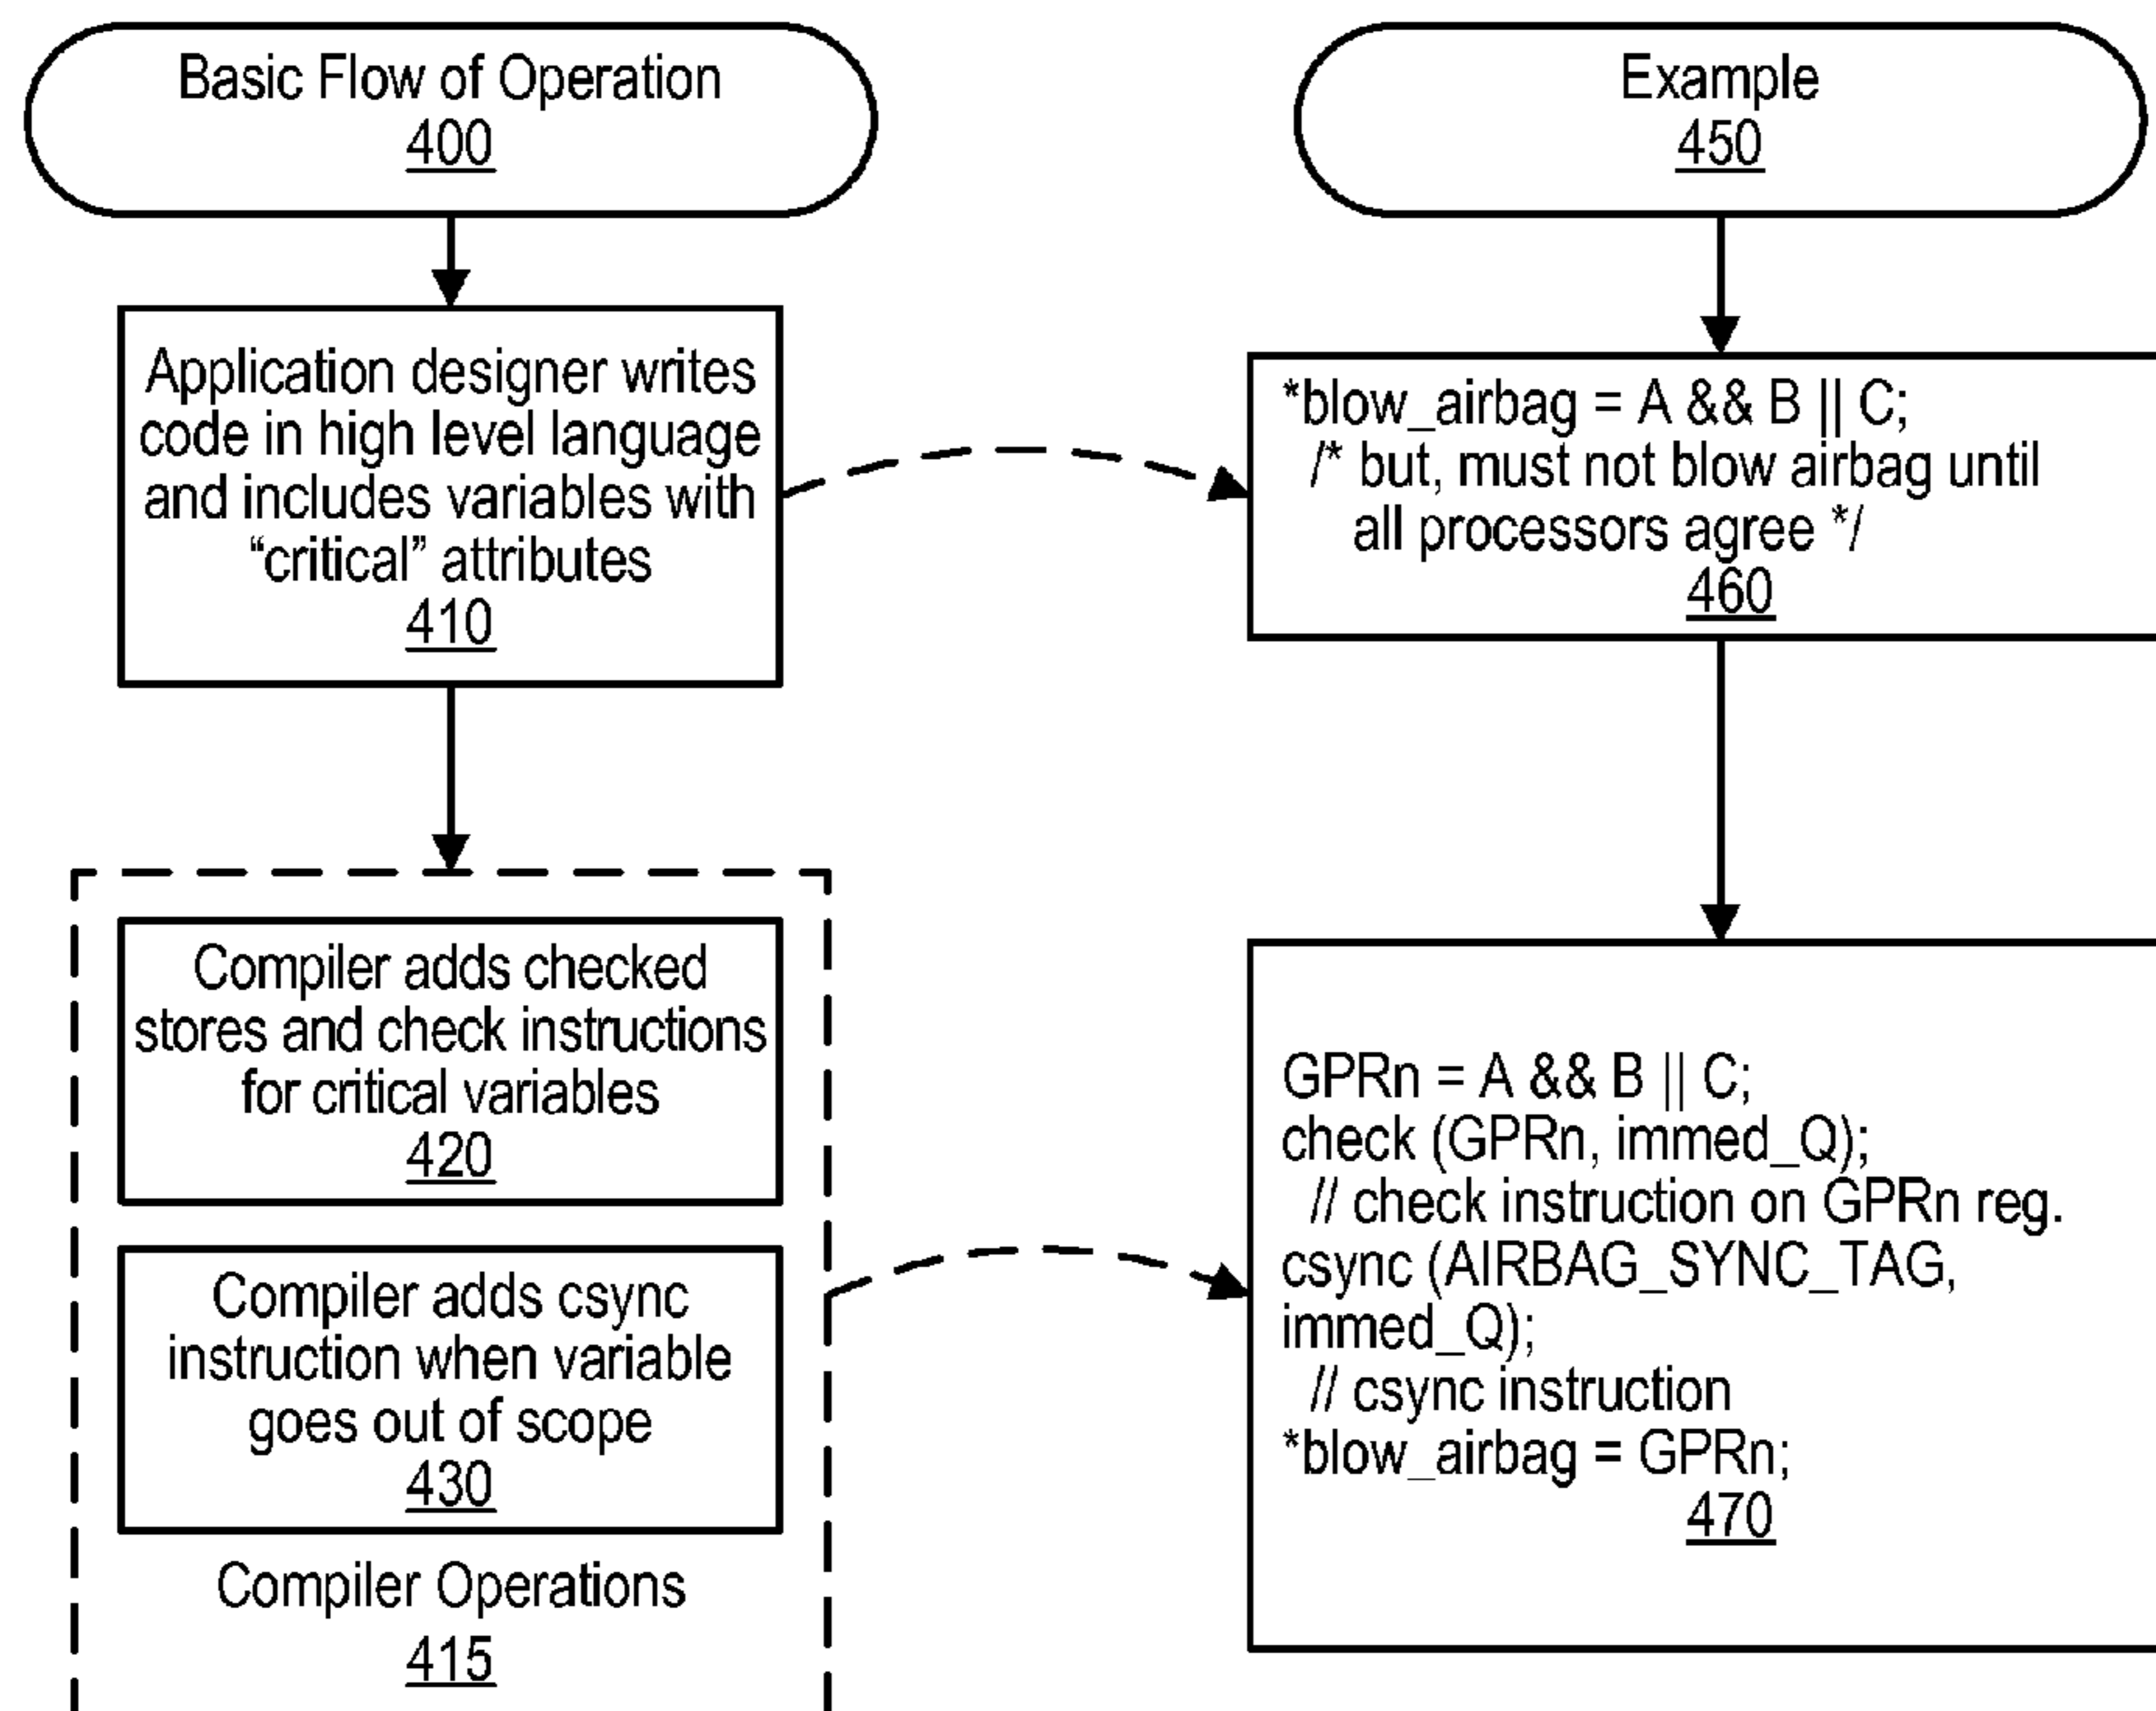 Basic Flow of Operation
400
Application designer writes
code in high level language
and includes variables with
“critical” attributes
410
Compiler adds checked
stores and check instructions
for critical variables
420
Compiler adds csync
instruction when variable
goes out of scope
430
Compiler Operations
415
Example
450
*blow_airbag = A && B || C;
/* but, must not blow airbag until
all processors agree */
460
GPRn = A && B || C;
check (GPRn, immed_Q);
// check instruction on GPRn reg.
csync (AIRBAG_SYNC_TAG,
immed_Q);
// csync instruction
*blow_airbag = GPRn;
470